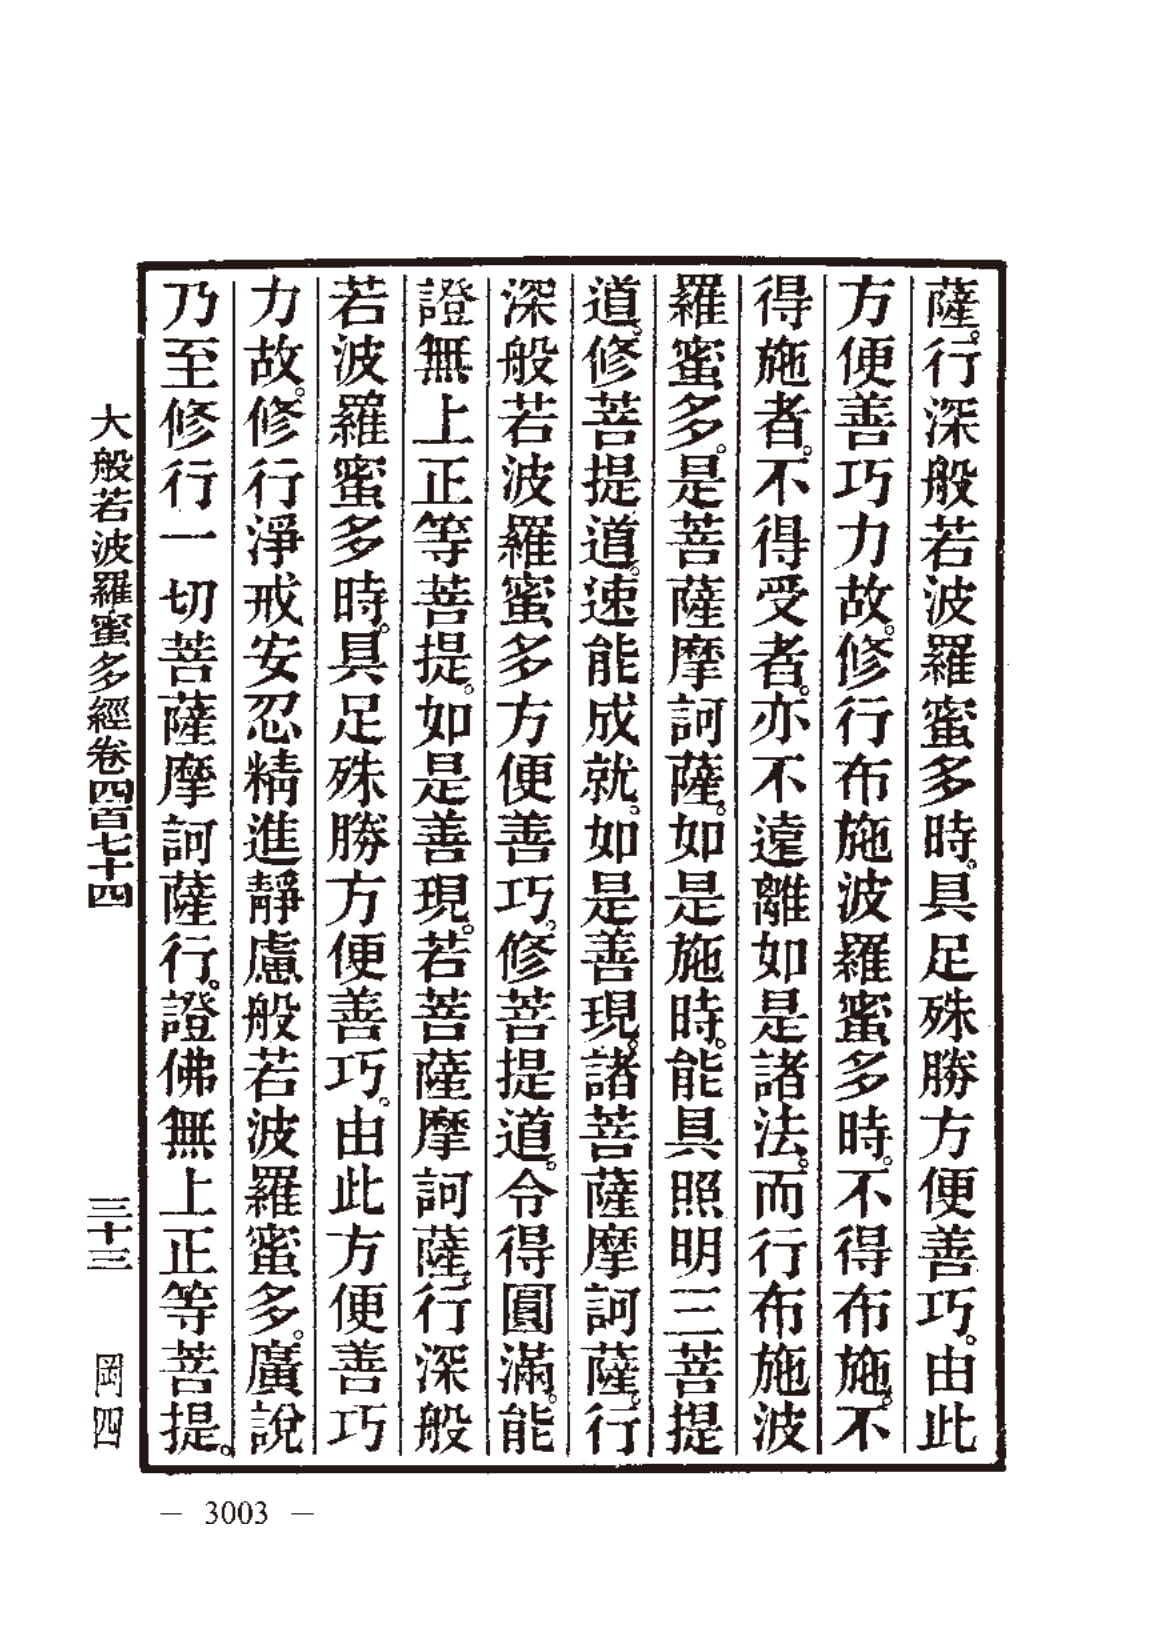 薩。行深般若波羅蜜多時。具足殊勝方便善巧。由此
方便善巧力故。修行布施波羅蜜多時。不得布施。不
得施者。不得受者。亦不遠離如是諸法。而行布施波
羅蜜多。是菩薩摩訶薩。如是施時。能具照明三菩提
道。修菩提道。速能成就。如是善現。諸菩薩摩訶薩。行
深般若波羅蜜多方便善巧。修菩提道。令得圓滿。能
證無上正等菩提。如是善現。若菩薩摩訶薩。行深般
若波羅蜜多時。具足殊勝方便善巧。由此方便善巧
力故。修行淨戒安忍精進靜慮般若波羅蜜多。廣說
乃至修行一切菩薩摩訶薩行。證佛無上正等菩提。
大般若波羅蜜多經卷四百七十四 三十三 岡四
— 3003 —